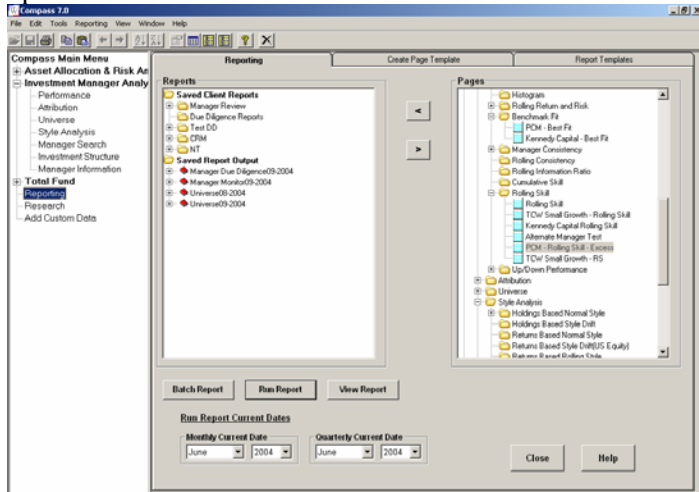 Compass 7.0
File Edit Tools Reporting View Window Help
Compass Main Menu
Asset Allocation & Risk An
Investment Manager Analy
Performance
Attribution
Universe
Style Analysis
Manager Search
Investment Structure
Manager Information
Total Fund
Reporting
Research
Add Custom Data
Reporting
Create Page Template
Report Templates
Reports
Saved Client Reports
Manager Review
Due Diligence Reports
Test DD
CRM
NT
Saved Report Output
Manager Due Diligence09-2004
Manager Monitor09-2004
Universe08-2004
Universe09-2004
<
>
Pages
Histogram
Rolling Return and Risk
Benchmark Fit
PCM - Best Fit
Kennedy Capital - Best Fit
Manager Consistency
Rolling Consistency
Rolling Information Ratio
Cumulative Skill
Rolling Skill
Rolling Skill
TCW Small Growth - Rolling Skill
Kennedy Capital Rolling Skill
Alternate Manager Test
PCM - Rolling Skill - Excess
TCW Small Growth - RS
Up/Down Performance
Attribution
Universe
Style Analysis
Holdings Based Normal Style
Holdings Based Style Drift
Returns Based Normal Style
Returns Based Style Drift(US Equity)
Returns Based Rolling Style
Batch Report
Run Report
View Report
Run Report Current Dates
Monthly Current Date
June 2004
Quarterly Current Date
June 2004
Close
Help